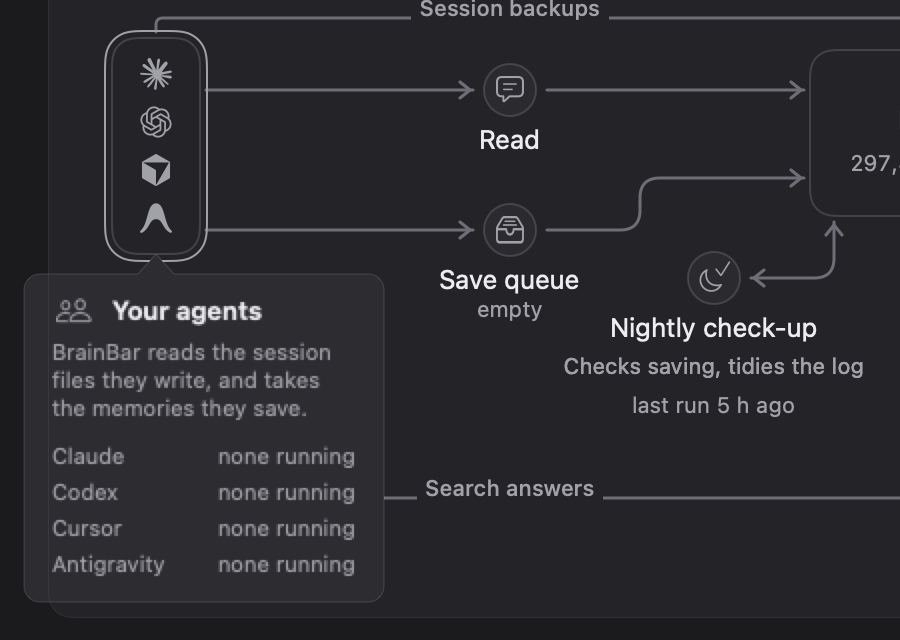 Session backups
Read
297,
Save queue
empty
Nightly check-up
Checks saving, tidies the log
last run 5 h ago
Your agents
BrainBar reads the session
files they write, and takes
the memories they save.
Claude none running
Codex none running
Cursor none running
Antigravity none running
Search answers